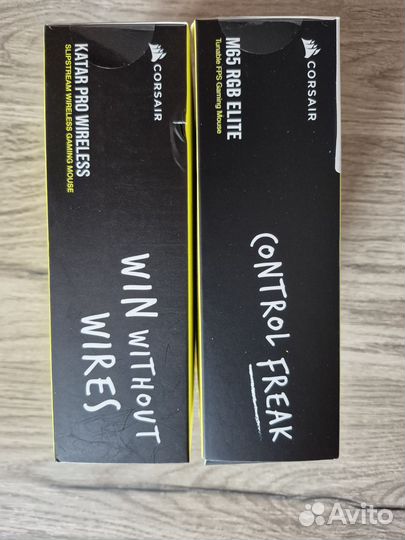 CORSAIR
KATAR PRO WIRELESS
SLIPSTREAM WIRELESS GAMING MOUSE
WIN WITHOUT
WIRES
CORSAIR
M65 RGB ELITE
Tunable FPS Gaming Mouse
CONTROL FREAK
Avito